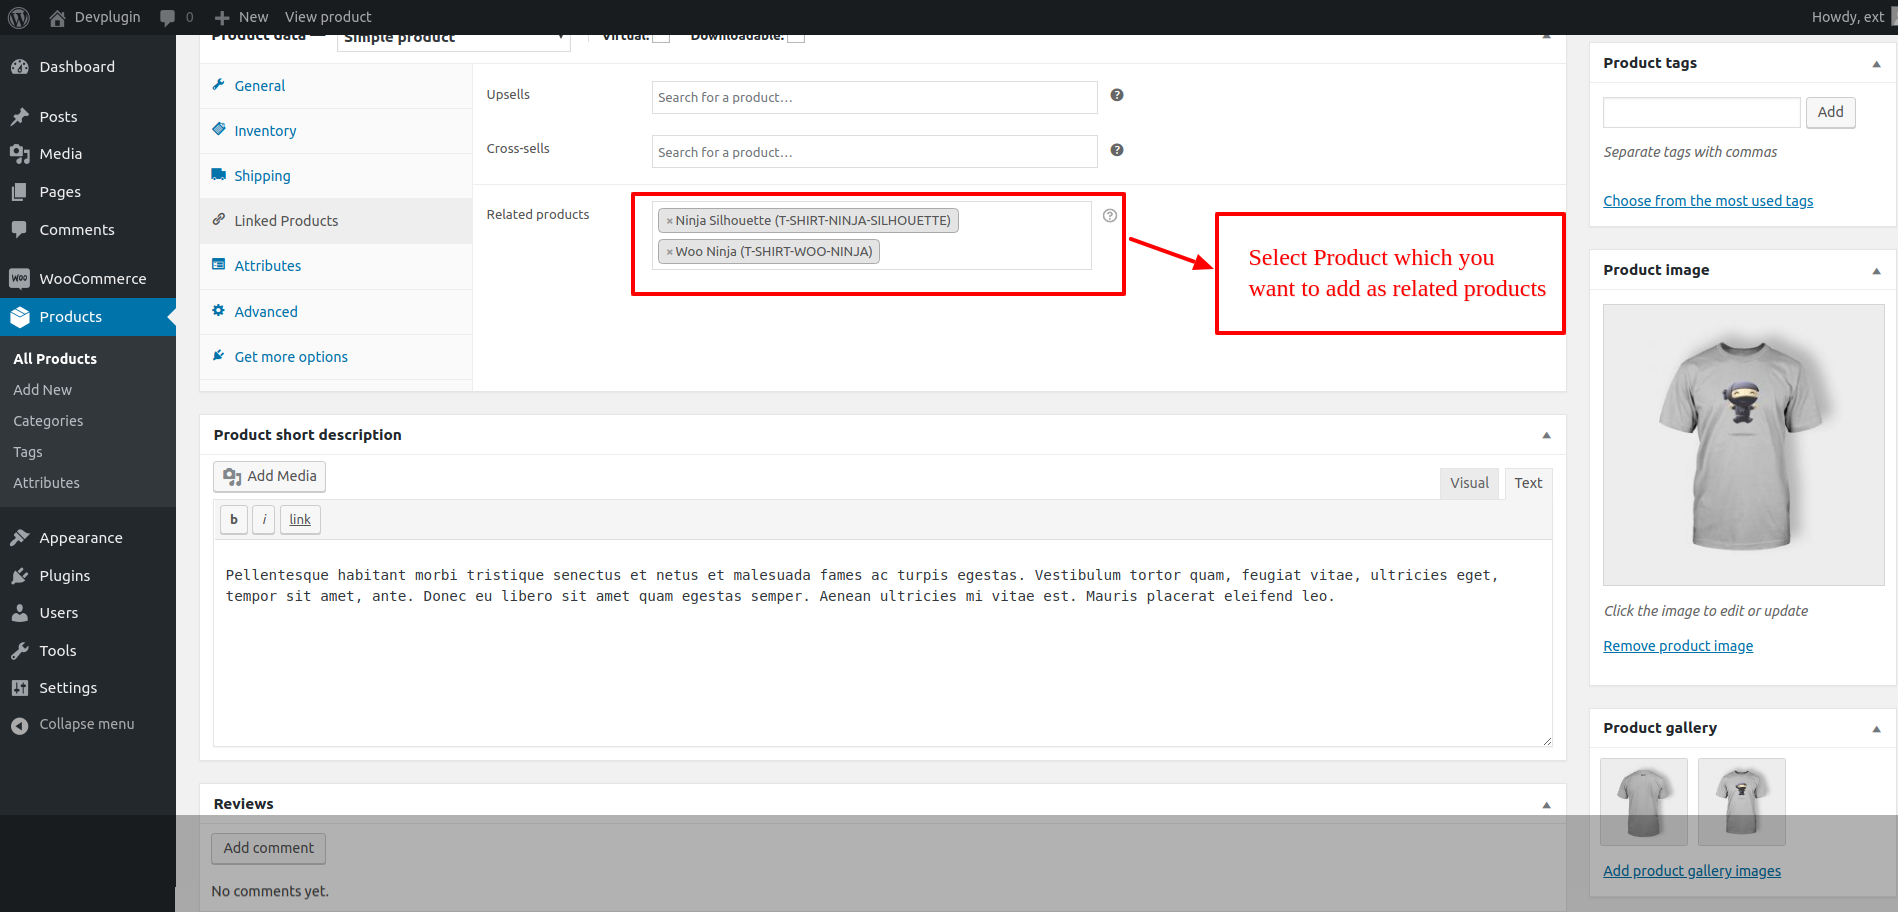 Devplugin 0 New View product
Howdy, ext
Dashboard
Posts
Media
Pages
Comments
WooCommerce
Products
All Products
Add New
Categories
Tags
Attributes
Appearance
Plugins
Users
Tools
Settings
Collapse menu
Product data — Simple product Virtual: Downloadable:
General
Inventory
Shipping
Linked Products
Attributes
Advanced
Get more options
Upsells
Search for a product…
Cross-sells
Search for a product…
Related products
× Ninja Silhouette (T-SHIRT-NINJA-SILHOUETTE)
× Woo Ninja (T-SHIRT-WOO-NINJA)
Select Product which you
want to add as related products
Product short description
Add Media
Visual Text
b i link
Pellentesque habitant morbi tristique senectus et netus et malesuada fames ac turpis egestas. Vestibulum tortor quam, feugiat vitae, ultricies eget,
tempor sit amet, ante. Donec eu libero sit amet quam egestas semper. Aenean ultricies mi vitae est. Mauris placerat eleifend leo.
Reviews
Add comment
No comments yet.
Product tags
Add
Separate tags with commas
Choose from the most used tags
Product image
Click the image to edit or update
Remove product image
Product gallery
Add product gallery images